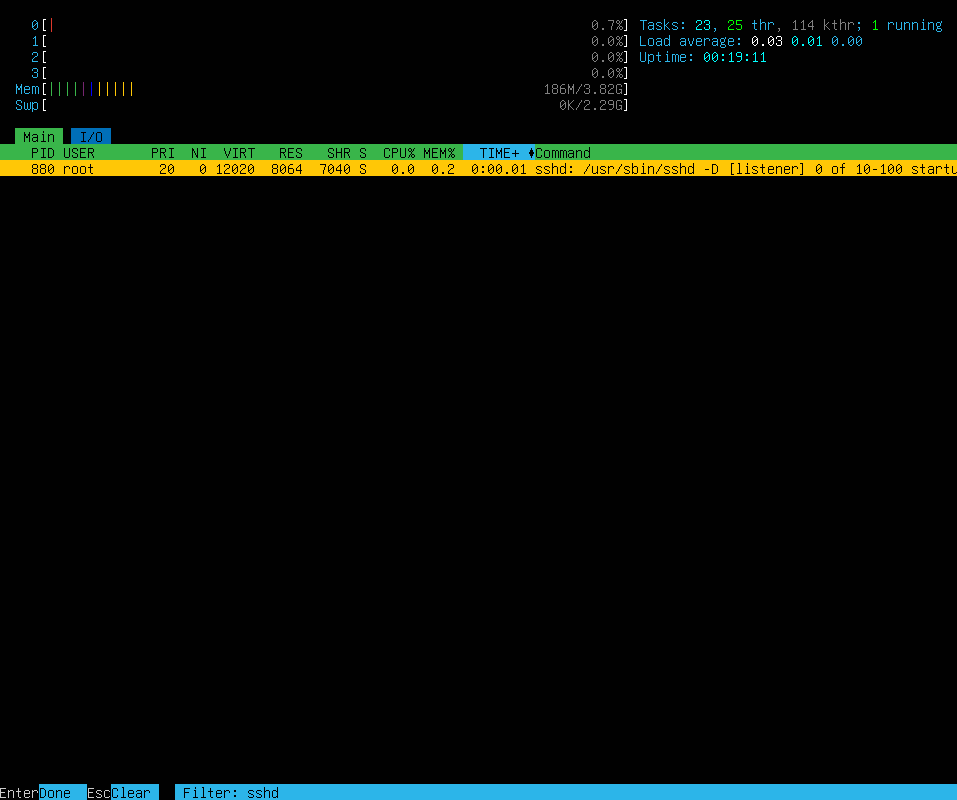 0[| 0.7%] Tasks: 23, 25 thr, 114 kthr; 1 running
1[ 0.0%] Load average: 0.03 0.01 0.00
2[ 0.0%] Uptime: 00:19:11
3[ 0.0%]
Mem[||||||||||| 186M/3.82G]
Swp[ 0K/2.29G]
Main I/O
PID USER PRI NI VIRT RES SHR S CPU% MEM% TIME+ ♦Command
880 root 20 0 12020 8064 7040 S 0.0 0.2 0:00.01 sshd: /usr/sbin/sshd -D [listener] 0 of 10-100 startu
EnterDone EscClear Filter: sshd